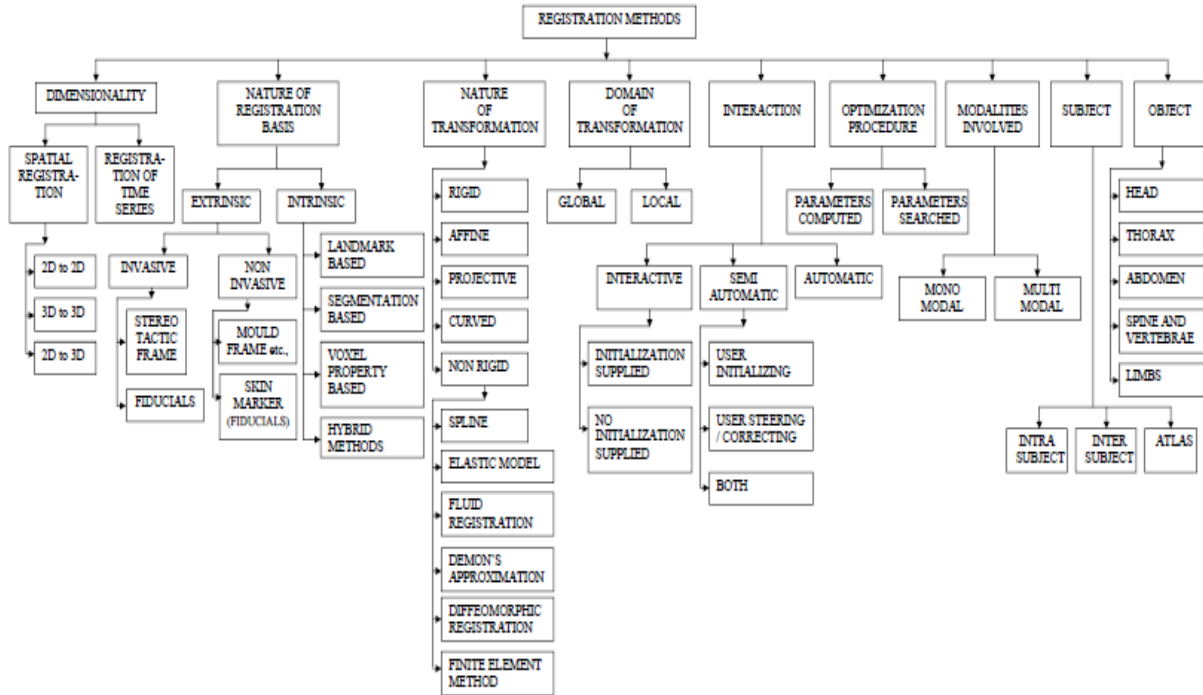 REGISTRATION METHODS
DIMENSIONALITY
NATURE OF
REGISTRATION
BASIS
NATURE
OF
TRANSFORMATION
DOMAIN
OF
TRANSFORMATION
INTERACTION
OPTIMIZATION
PROCEDURE
MODALITIES
INVOLVED
SUBJECT
OBJECT
SPATIAL
REGISTRA-
TION
REGISTRA-
TION OF
TIME
SERIES
EXTRINSIC
INTRINSIC
RIGID
AFFINE
PROJECTIVE
CURVED
NON RIGID
GLOBAL
LOCAL
PARAMETERS
COMPUTED
PARAMETERS
SEARCHED
HEAD
THORAX
ABDOMEN
SPINE AND
VERTEBRAE
LIMBS
2D to 2D
3D to 3D
2D to 3D
INVASIVE
NON
INVASIVE
LANDMARK
BASED
SEGMENTATION
BASED
VOXEL
PROPERTY
BASED
HYBRID
METHODS
STEREO
TACTIC
FRAME
FIDUCIALS
MOULD
FRAME etc.,
SKIN
MARKER
(FIDUCIALS)
INTERACTIVE
SEMI
AUTOMATIC
AUTOMATIC
MONO
MODAL
MULTI
MODAL
INITIALIZATION
SUPPLIED
NO
INITIALIZATION
SUPPLIED
USER
INITIALIZING
USER STEERING
/ CORRECTING
BOTH
INTRA
SUBJECT
INTER
SUBJECT
ATLAS
SPLINE
ELASTIC MODEL
FLUID
REGISTRATION
DEMON'S
APPROXIMATION
DIFFEOMORPHIC
REGISTRATION
FINITE ELEMENT
METHOD